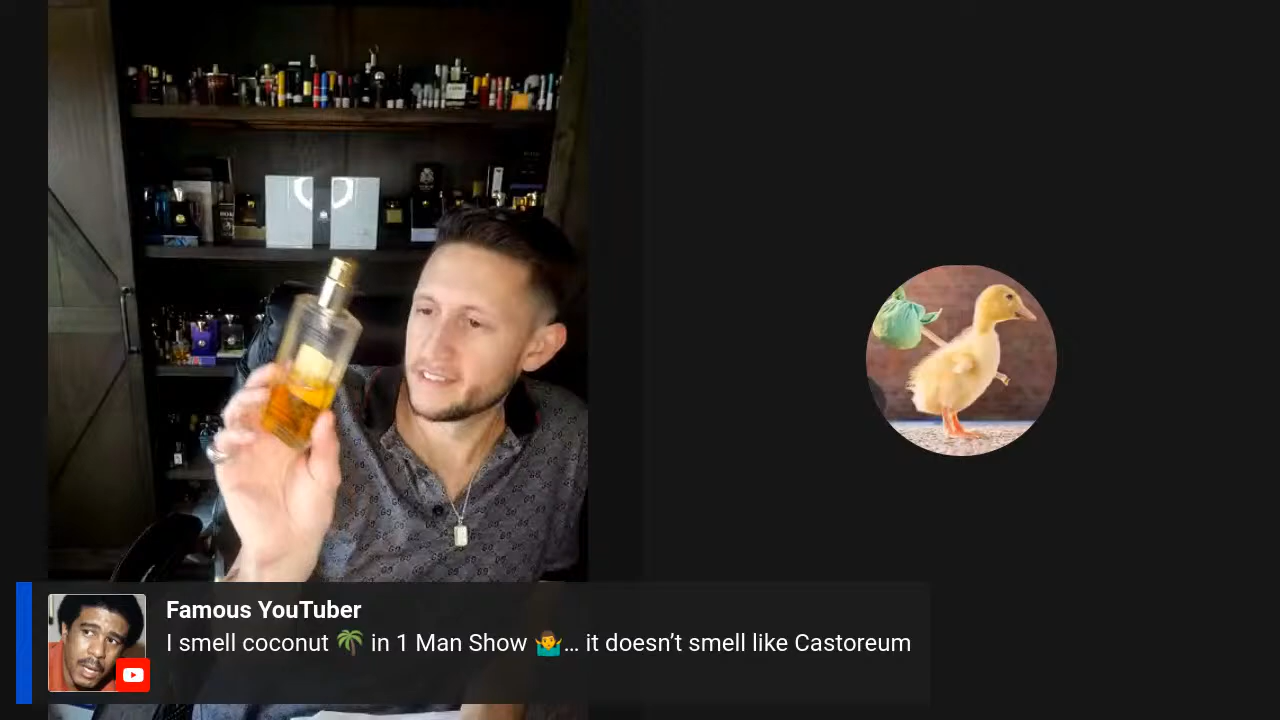 Famous YouTuber
I smell coconut 🌴 in 1 Man Show 🤷‍♂️... it doesn’t smell like Castoreum